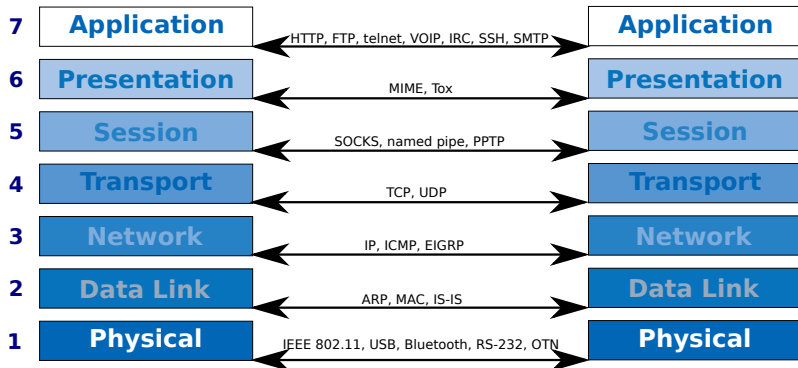 7 Application HTTP, FTP, telnet, VOIP, IRC, SSH, SMTP Application
6 Presentation MIME, Tox Presentation
5 Session SOCKS, named pipe, PPTP Session
4 Transport TCP, UDP Transport
3 Network IP, ICMP, EIGRP Network
2 Data Link ARP, MAC, IS-IS Data Link
1 Physical IEEE 802.11, USB, Bluetooth, RS-232, OTN Physical